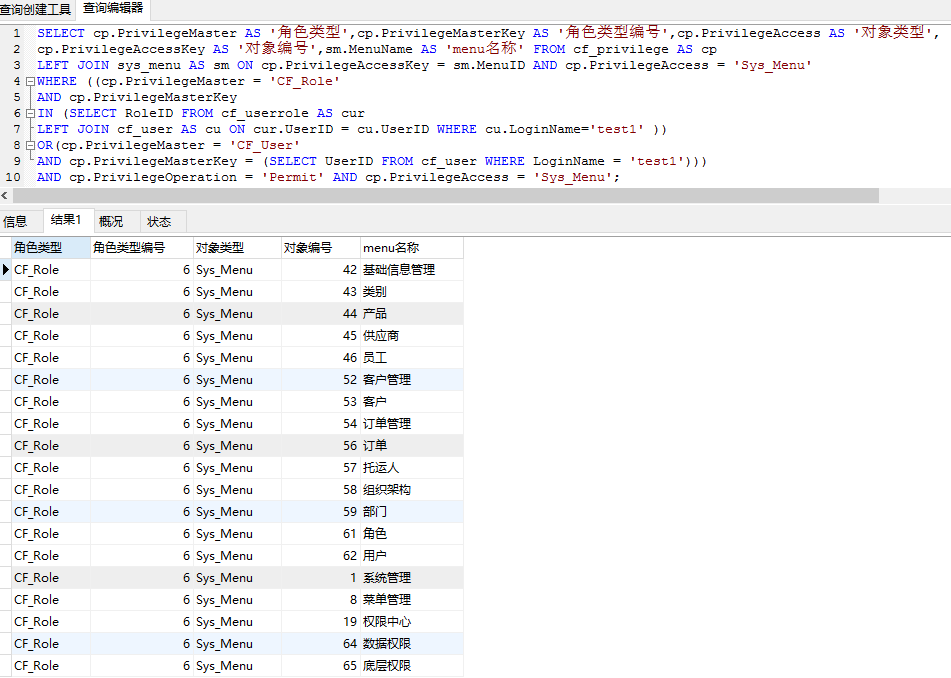 查询创建工具 查询编辑器
1 SELECT cp.PrivilegeMaster AS '角色类型',cp.PrivilegeMasterKey AS '角色类型编号',cp.PrivilegeAccess AS '对象类型',
2 cp.PrivilegeAccessKey AS '对象编号',sm.MenuName AS 'menu名称' FROM cf_privilege AS cp
3 LEFT JOIN sys_menu AS sm ON cp.PrivilegeAccessKey = sm.MenuID AND cp.PrivilegeAccess = 'Sys_Menu'
4 WHERE ((cp.PrivilegeMaster = 'CF_Role'
5 AND cp.PrivilegeMasterKey
6 IN (SELECT RoleID FROM cf_userrole AS cur
7 LEFT JOIN cf_user AS cu ON cur.UserID = cu.UserID WHERE cu.LoginName='test1' ))
8 OR(cp.PrivilegeMaster = 'CF_User'
9 AND cp.PrivilegeMasterKey = (SELECT UserID FROM cf_user WHERE LoginName = 'test1')))
10 AND cp.PrivilegeOperation = 'Permit' AND cp.PrivilegeAccess = 'Sys_Menu';
信息 结果1 概况 状态
角色类型 角色类型编号 对象类型 对象编号 menu名称
CF_Role 6 Sys_Menu 42 基础信息管理
CF_Role 6 Sys_Menu 43 类别
CF_Role 6 Sys_Menu 44 产品
CF_Role 6 Sys_Menu 45 供应商
CF_Role 6 Sys_Menu 46 员工
CF_Role 6 Sys_Menu 52 客户管理
CF_Role 6 Sys_Menu 53 客户
CF_Role 6 Sys_Menu 54 订单管理
CF_Role 6 Sys_Menu 56 订单
CF_Role 6 Sys_Menu 57 托运人
CF_Role 6 Sys_Menu 58 组织架构
CF_Role 6 Sys_Menu 59 部门
CF_Role 6 Sys_Menu 61 角色
CF_Role 6 Sys_Menu 62 用户
CF_Role 6 Sys_Menu 1 系统管理
CF_Role 6 Sys_Menu 8 菜单管理
CF_Role 6 Sys_Menu 19 权限中心
CF_Role 6 Sys_Menu 64 数据权限
CF_Role 6 Sys_Menu 65 底层权限